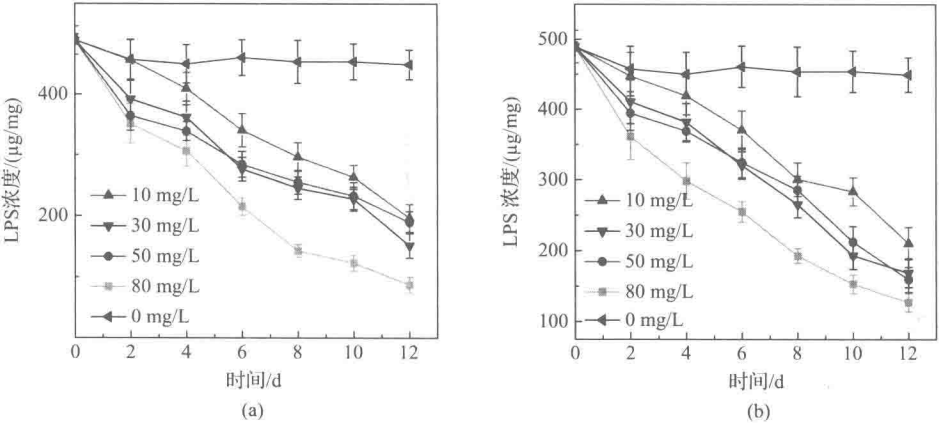 LPS浓度/(μg/mg)
400
200
10 mg/L
30 mg/L
50 mg/L
80 mg/L
0 mg/L
0 2 4 6 8 10 12
时间/d
(a)
LPS 浓度/(μg/mg)
500
400
300
200
100
10 mg/L
30 mg/L
50 mg/L
80 mg/L
0 mg/L
0 2 4 6 8 10 12
时间/d
(b)